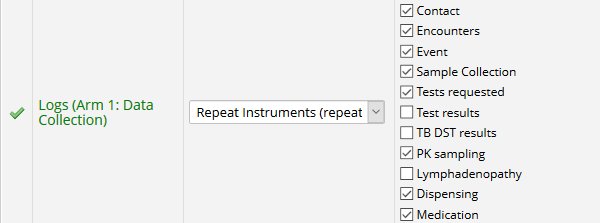 Logs (Arm 1: Data
Collection)
Repeat Instruments (repeat
Contact
Encounters
Event
Sample Collection
Tests requested
Test results
TB DST results
PK sampling
Lymphadenopathy
Dispensing
Medication